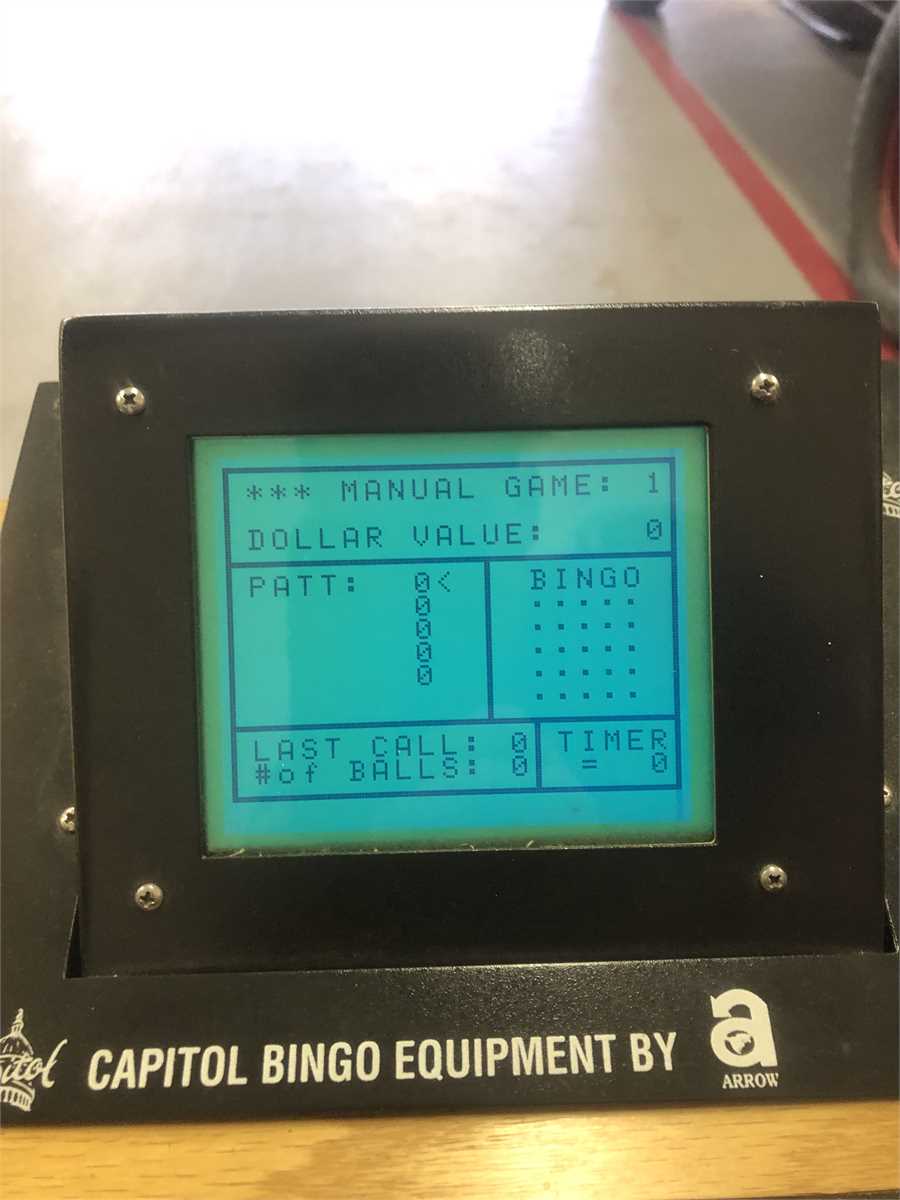 *** MANUAL GAME: 1
DOLLAR VALUE: 0
PATT: 0<
0
0
0
0
BINGO
LAST CALL: 0
#of BALLS: 0
TIMER
= 0
CAPITOL BINGO EQUIPMENT BY
a
ARROW